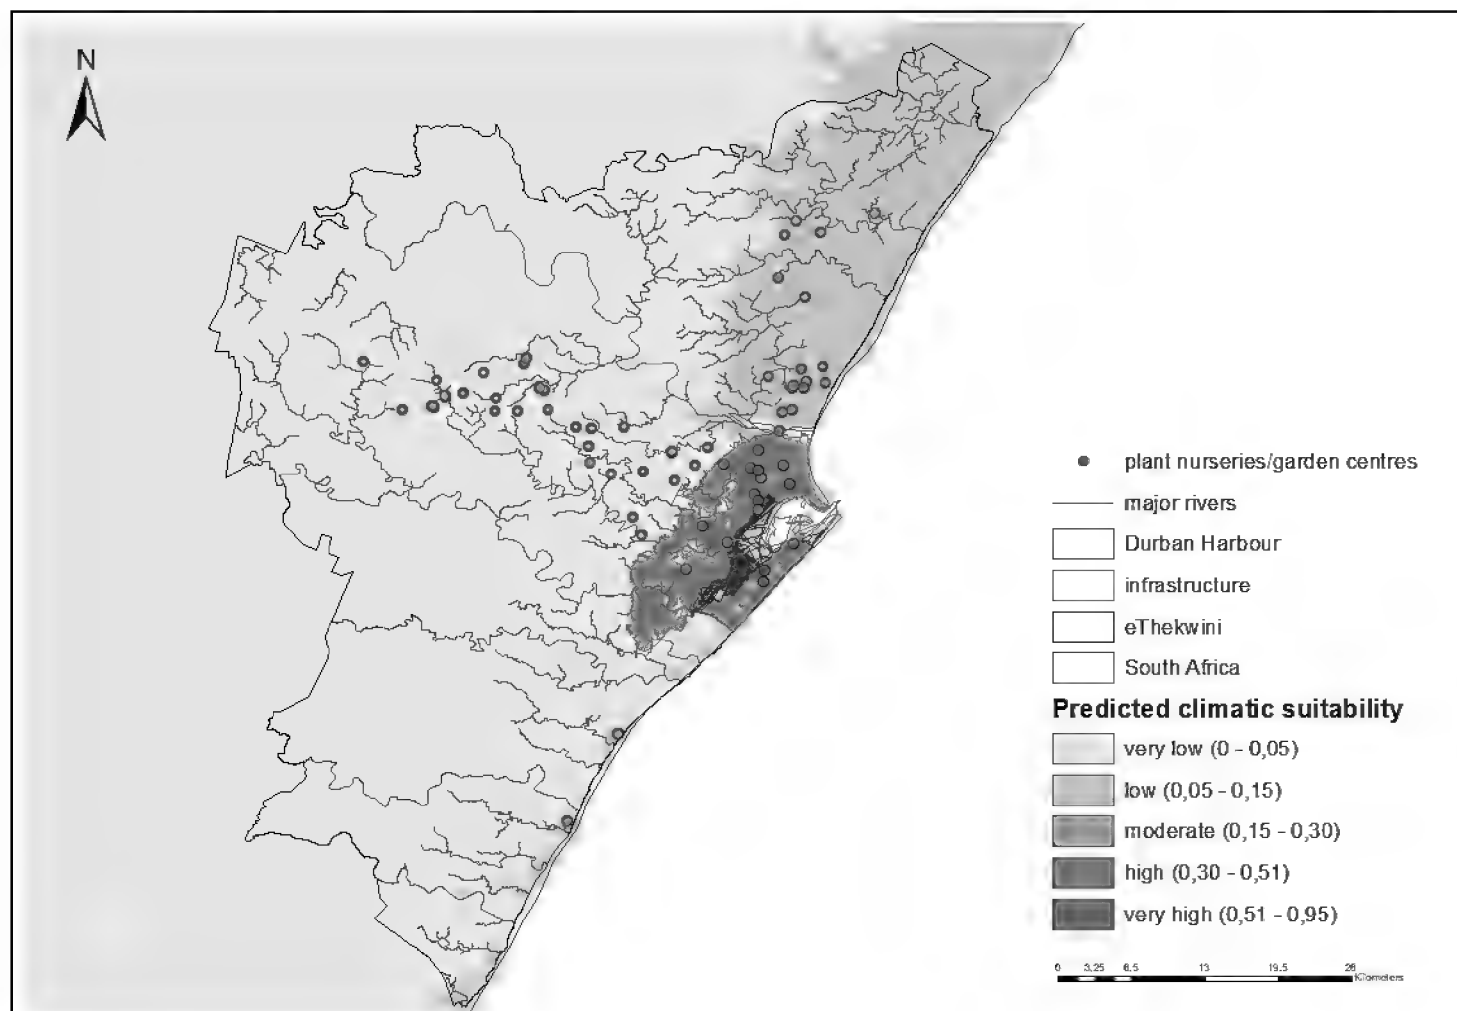 N
plant nurseries/garden centres
major rivers
Durban Harbour
infrastructure
eThekwini
South Africa
Predicted climatic suitability
very low (0 - 0,05)
low (0,05 - 0,15)
moderate (0,15 - 0,30)
high (0,30 - 0,51)
very high (0,51 - 0,95)
0 3,25 6,5 13 19,5 26
Kilometers